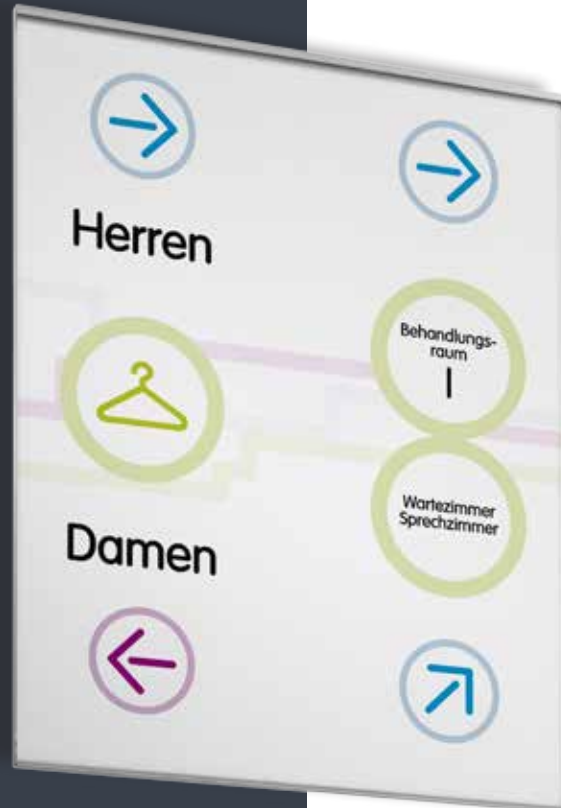 Herren
Damen
Behandlungs-
raum
I
Wartezimmer
Sprechzimmer